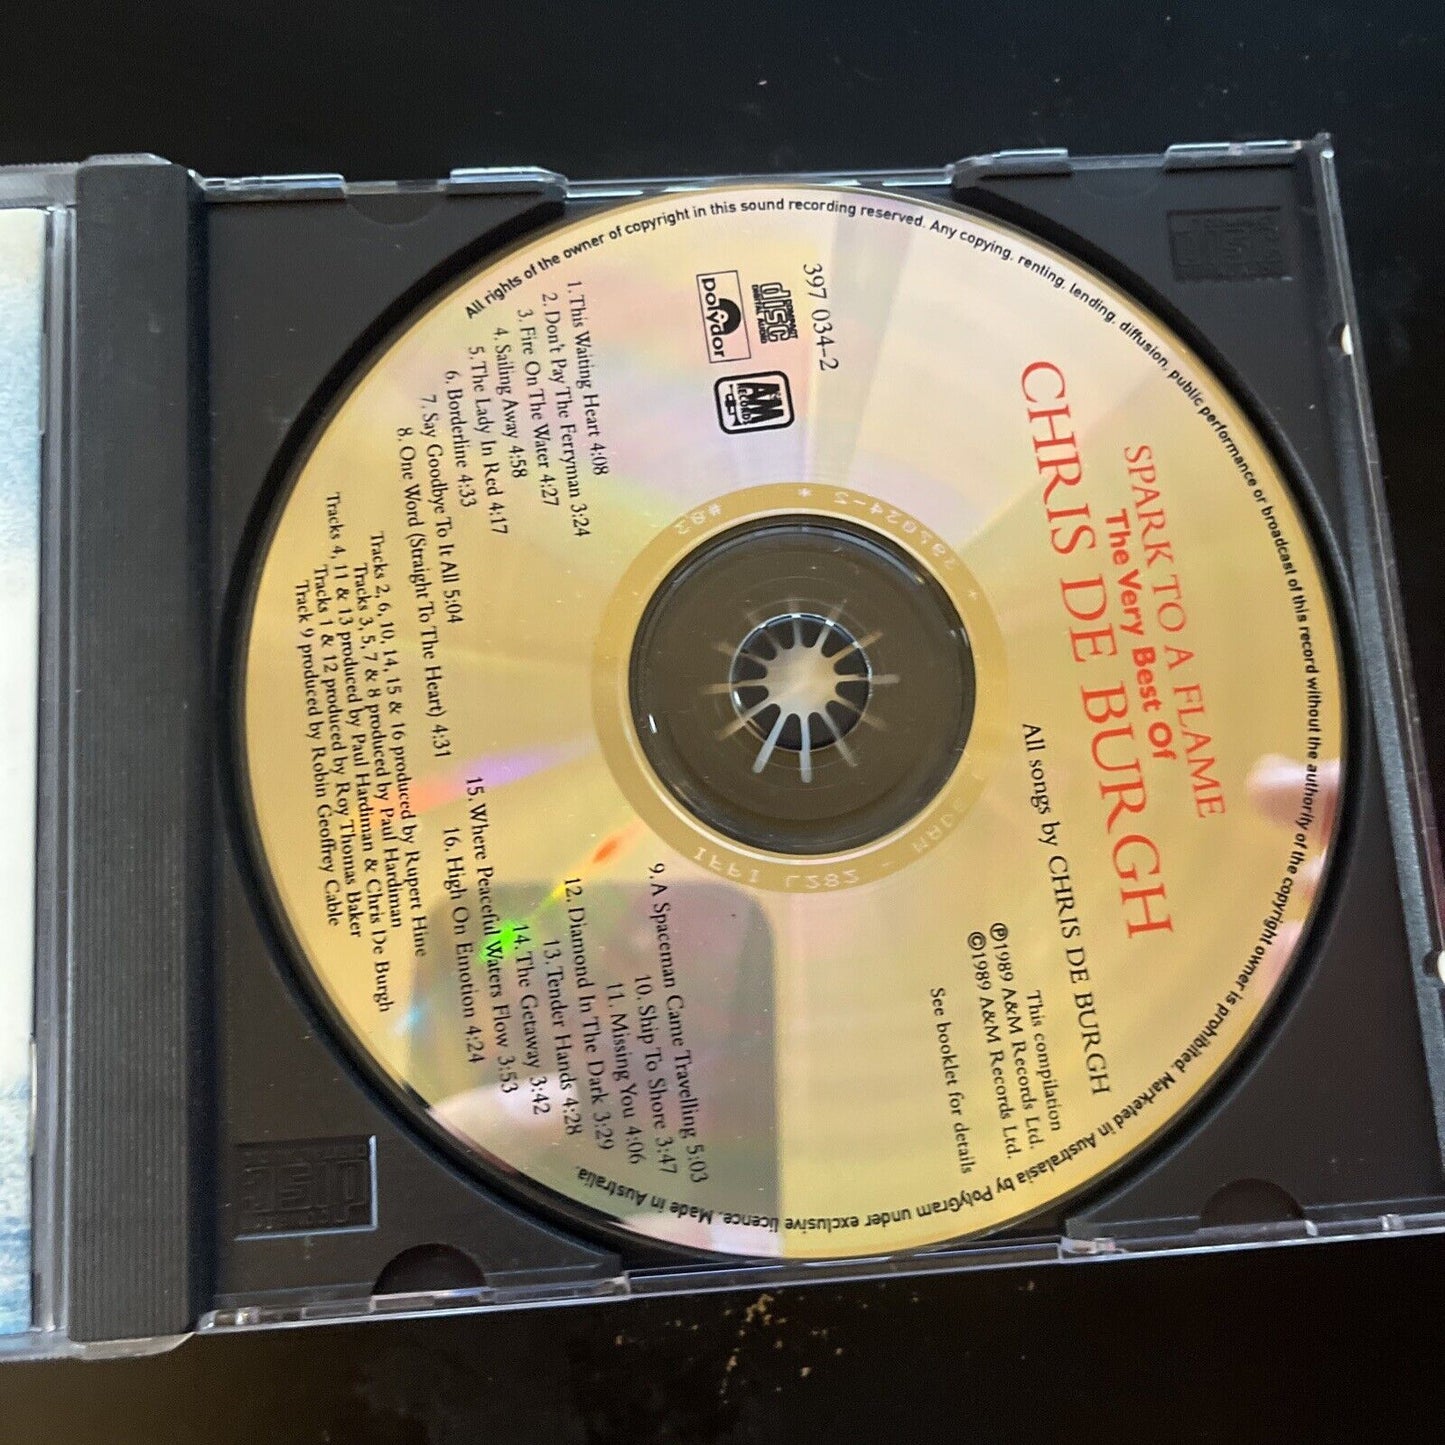 SPARK TO A FLAME
The Very Best Of
CHRIS DE BURGH
All songs by CHRIS DE BURGH
This compilation
℗1989 A&M Records Ltd.
©1989 A&M Records Ltd.
See booklet for details
397 034-2
COMPACT
disc
DIGITAL AUDIO
polydor
A&M
RECORDS
1. This Waiting Heart 4:08
2. Don't Pay The Ferryman 3:24
3. Fire On The Water 4:27
4. Sailing Away 4:58
5. The Lady In Red 4:17
6. Borderline 4:33
7. Say Goodbye To It All 5:04
8. One Word (Straight To The Heart) 4:31
9. A Spaceman Came Travelling 5:03
10. Ship To Shore 3:47
11. Missing You 4:06
12. Diamond In The Dark 3:29
13. Tender Hands 4:28
14. The Getaway 3:42
15. Where Peaceful Waters Flow 3:53
16. High On Emotion 4:24
Tracks 2, 6, 10, 14, 15 & 16 produced by Rupert Hine
Tracks 3, 5, 7 & 8 produced by Paul Hardiman
Tracks 4, 11 & 13 produced by Paul Hardiman & Chris De Burgh
Tracks 1 & 12 produced by Roy Thomas Baker
Track 9 produced by Robin Geoffrey Cable
All rights of the owner of copyright in this sound recording reserved. Any copying, renting, lending, diffusion, public performance or broadcast of this record without the authority of the copyright owner is prohibited. Marketed in Australasia by PolyGram under exclusive licence. Made in Australia.
IFPI L282